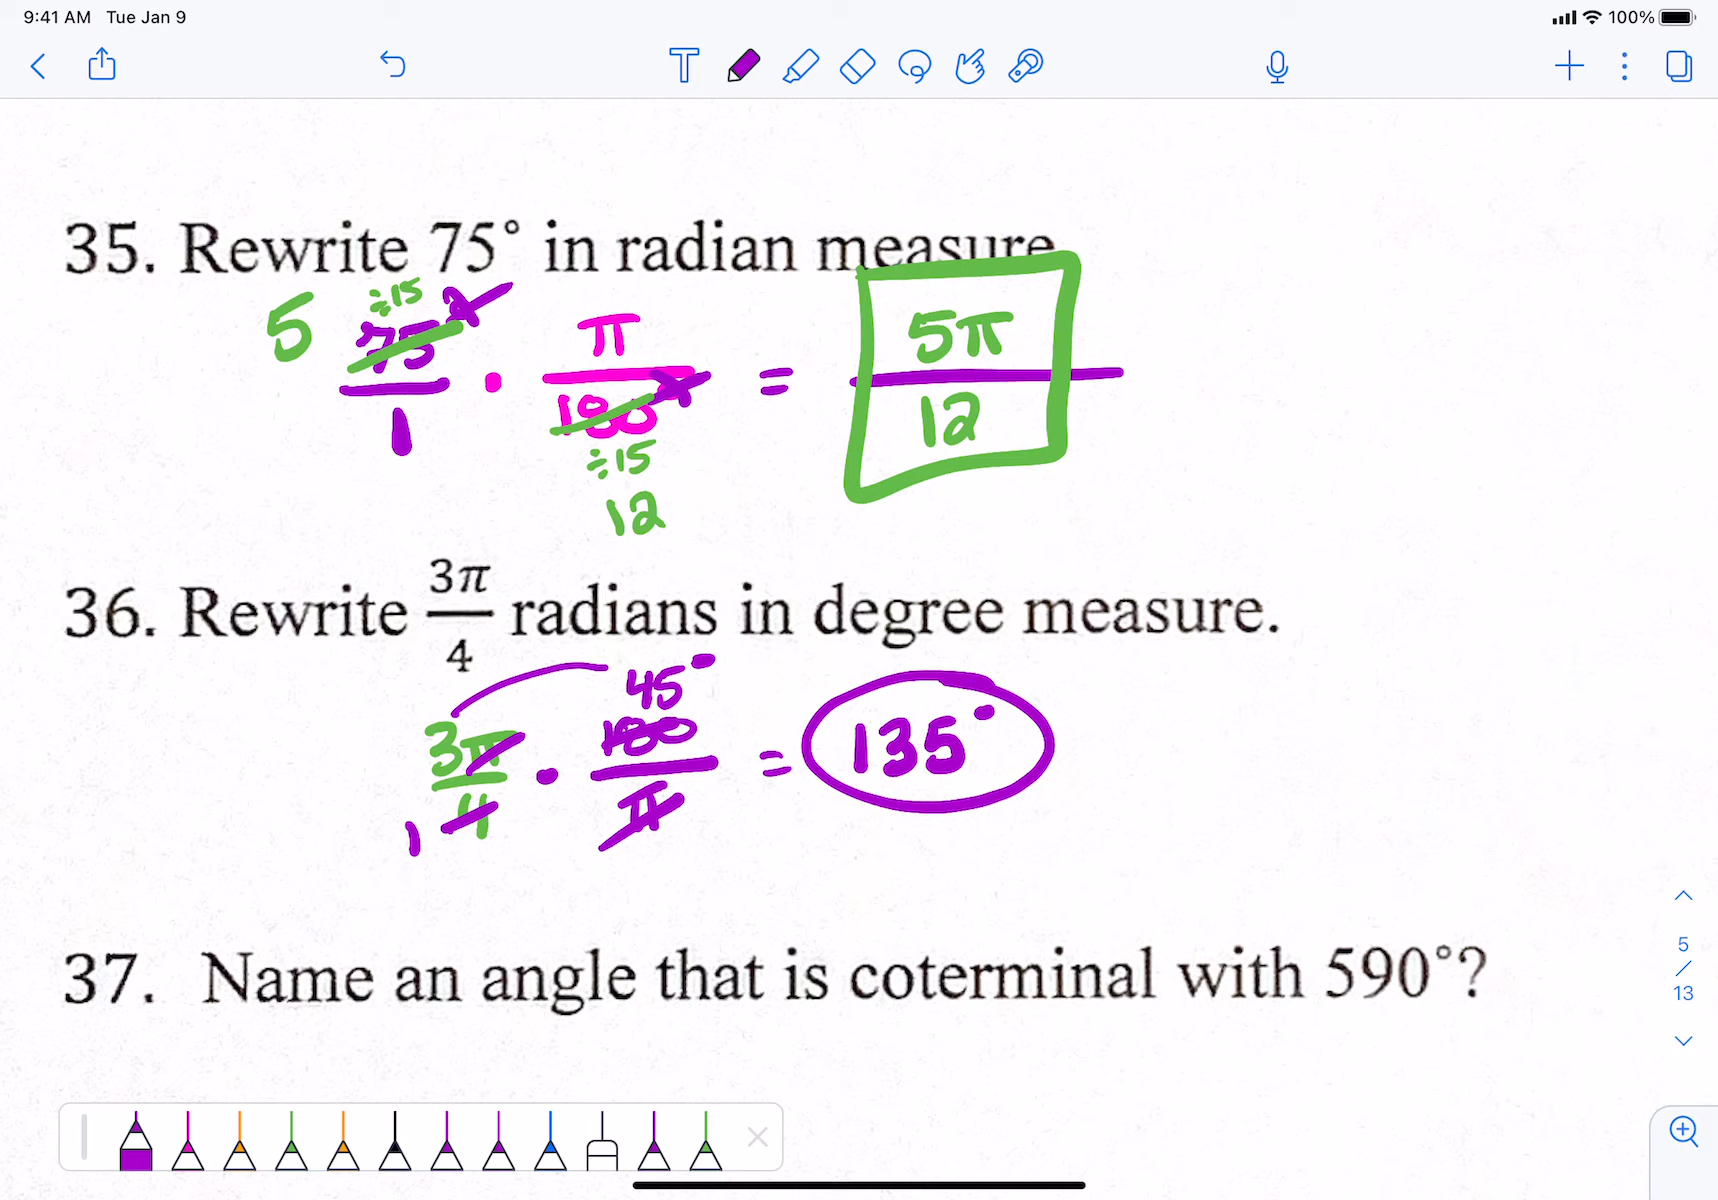 9:41 AM Tue Jan 9
100%
T
35. Rewrite 75° in radian measure
5 75 ÷15
1
· π
180
÷15
12
= 5π
12
36. Rewrite 3π/4 radians in degree measure.
45°
3π · 180 = 135°
1 4 π
37. Name an angle that is coterminal with 590°?
5
/
13